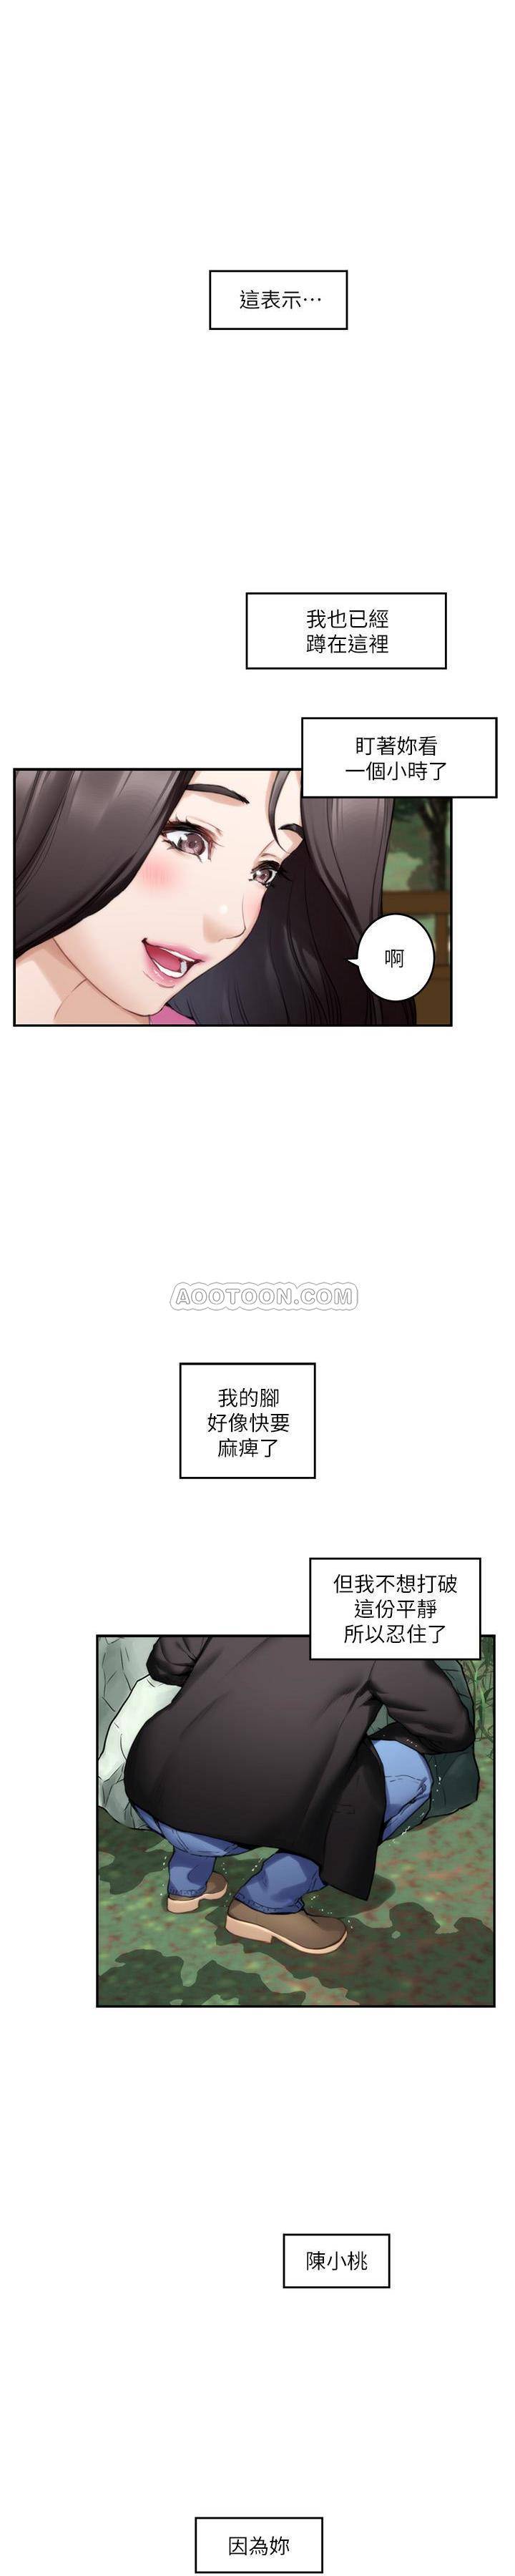 這表示⋯
我也已經
蹲在這裡
盯著妳看
一個小時了
啊
AOOTOON.COM
我的腳
好像快要
麻痺了
但我不想打破
這份平靜
所以忍住了
陳小桃
因為妳